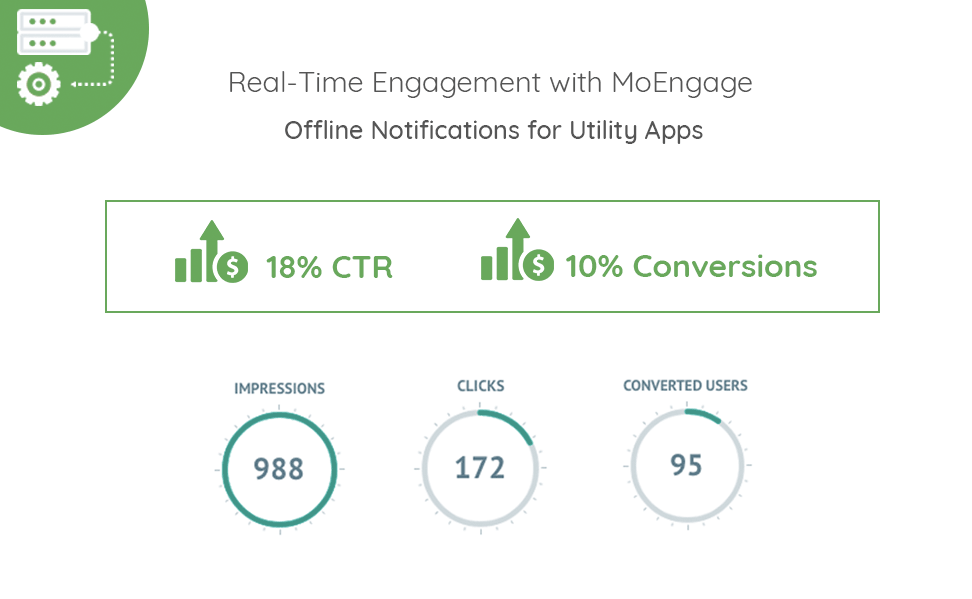 Real-Time Engagement with MoEngage
Offline Notifications for Utility Apps
$ 18% CTR
$ 10% Conversions
IMPRESSIONS
988
CLICKS
172
CONVERTED USERS
95